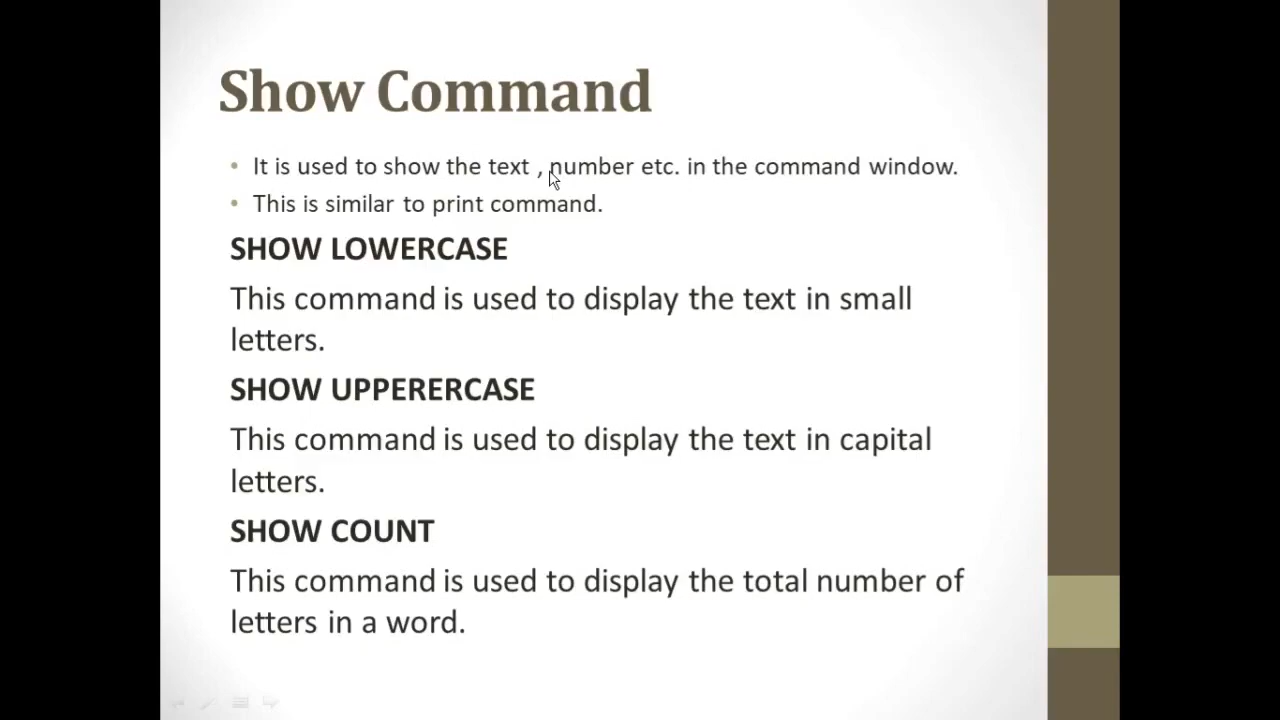 Show Command
• It is used to show the text , number etc. in the command window.
• This is similar to print command.
SHOW LOWERCASE
This command is used to display the text in small
letters.
SHOW UPPERERCASE
This command is used to display the text in capital
letters.
SHOW COUNT
This command is used to display the total number of
letters in a word.